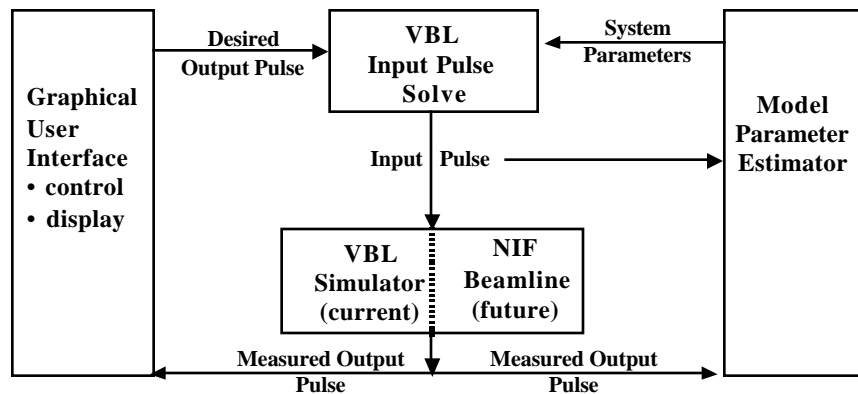 Graphical
User
Interface
• control
• display
Desired
Output Pulse
VBL
Input Pulse
Solve
System
Parameters
Model
Parameter
Estimator
Input Pulse
VBL
Simulator
(current)
NIF
Beamline
(future)
Measured Output
Pulse
Measured Output
Pulse